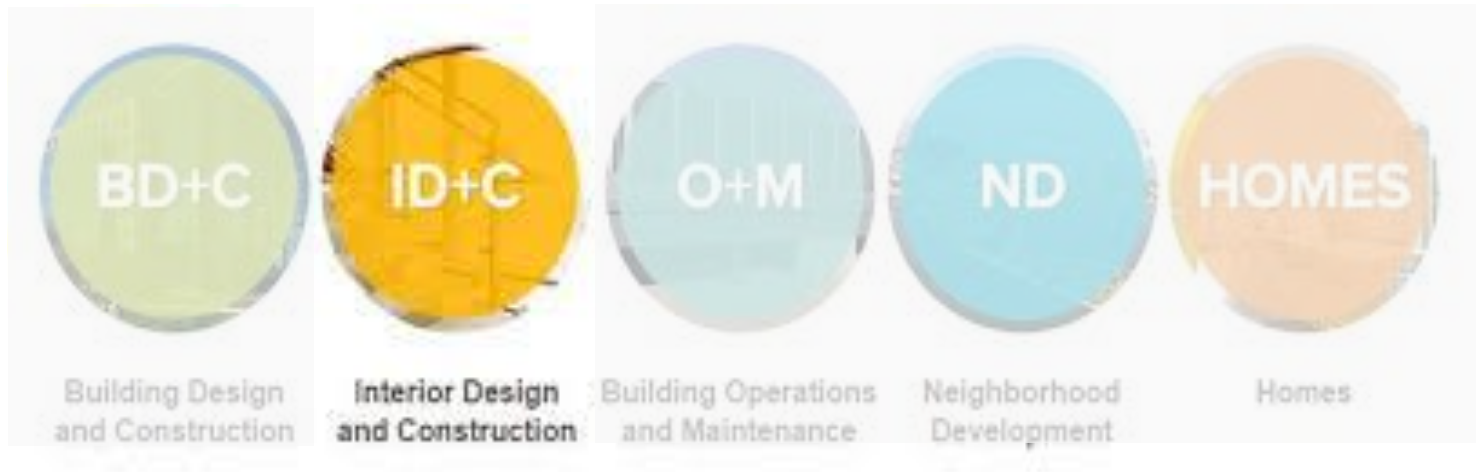 BD+C
ID+C
O+M
ND
HOMES
Building Design
and Construction
Interior Design
and Construction
Building Operations
and Maintenance
Neighborhood
Development
Homes